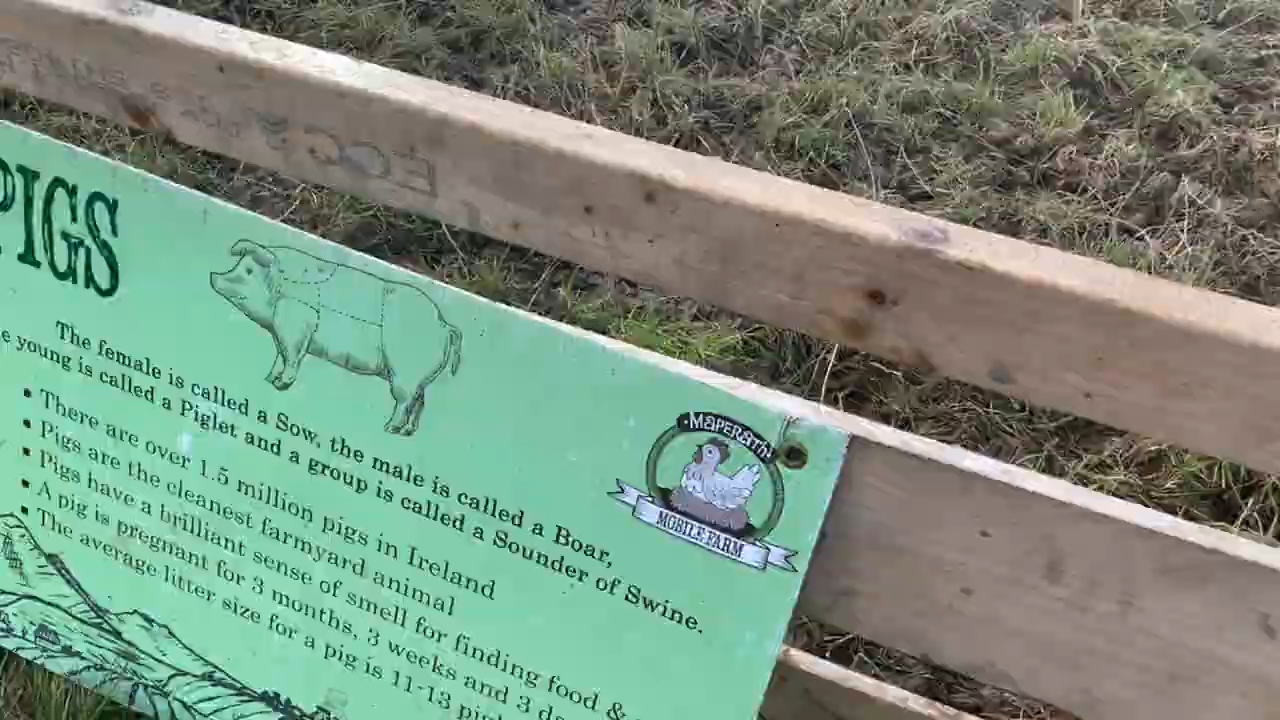 PIGS
The female is called a Sow, the male is called a Boar,
e young is called a Piglet and a group is called a Sounder of Swine.
• There are over 1.5 million pigs in Ireland
• Pigs are the cleanest farmyard animal
• Pigs have a brilliant sense of smell for finding food &
• A pig is pregnant for 3 months, 3 weeks and 3 da
• The average litter size for a pig is 11-13 pigl
MAPERATH
MOBILE FARM